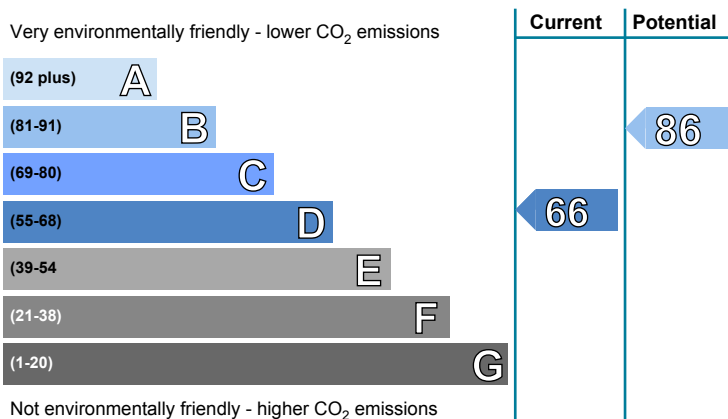 Current Potential
Very environmentally friendly - lower CO2 emissions
(92 plus) A
(81-91) B
86
(69-80) C
(55-68) D
66
(39-54 E
(21-38) F
(1-20) G
Not environmentally friendly - higher CO2 emissions